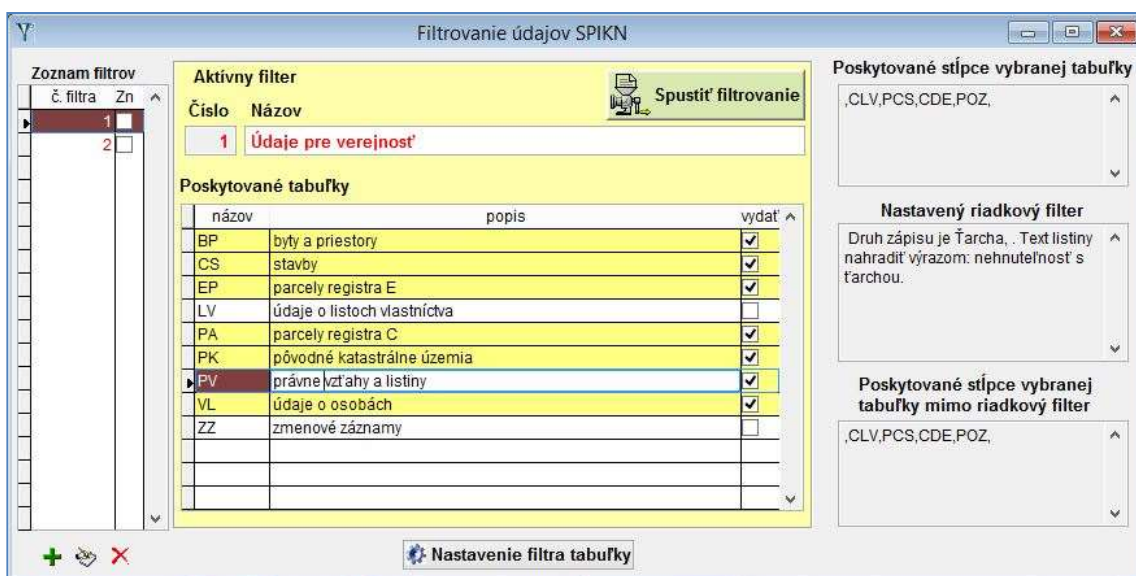 Filtrovanie údajov SPIKN
Zoznam filtrov
č. filtra Zn
1
2
Aktívny filter
Číslo Názov
Spustiť filtrovanie
1 Údaje pre verejnosť
Poskytované tabuľky
názov popis vydať
BP byty a priestory
CS stavby
EP parcely registra E
LV údaje o listoch vlastníctva
PA parcely registra C
PK pôvodné katastrálne územia
PV právne vzťahy a listiny
VL údaje o osobách
ZZ zmenové záznamy
Nastavenie filtra tabuľky
Poskytované stĺpce vybranej tabuľky
,CLV,PCS,CDE,POZ,
Nastavený riadkový filter
Druh zápisu je Ťarcha, . Text listiny
nahradiť výrazom: nehnuteľnosť s
ťarchou.
Poskytované stĺpce vybranej
tabuľky mimo riadkový filter
,CLV,PCS,CDE,POZ,